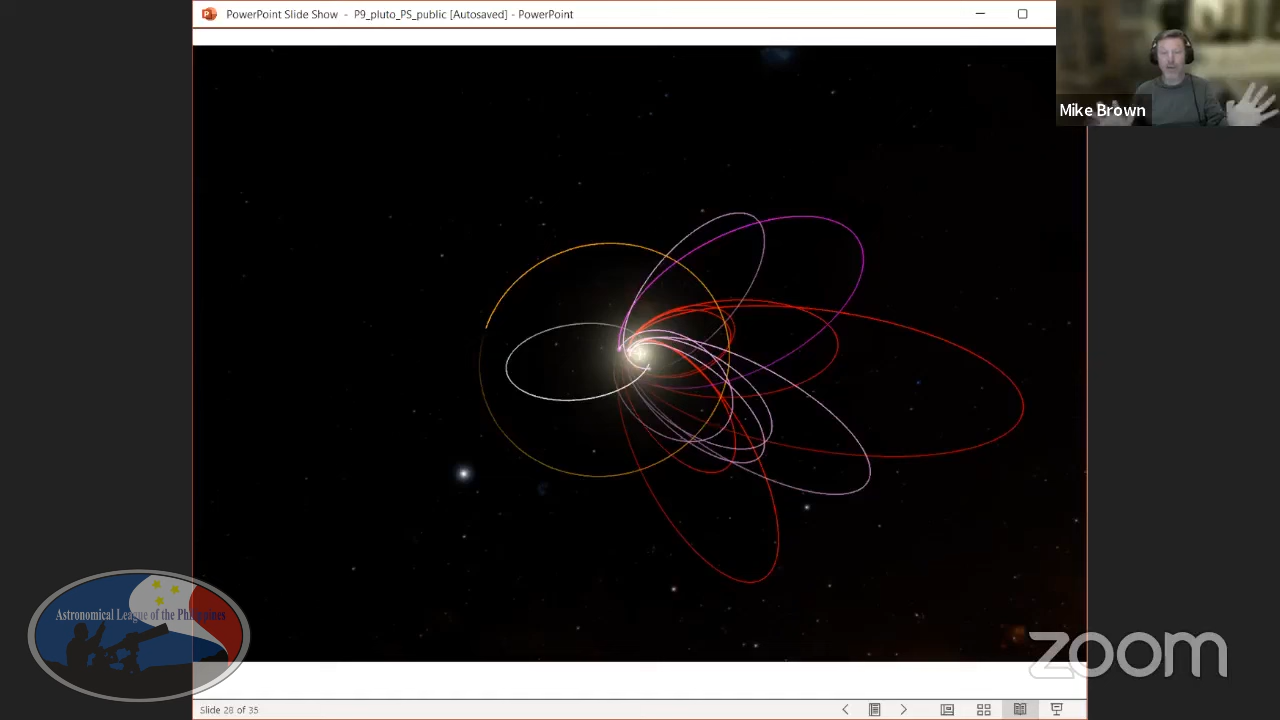 PowerPoint Slide Show - P9_pluto_PS_public [Autosaved] - PowerPoint
Mike Brown
Astronomical League of the Philippines
zoom
Slide 28 of 35